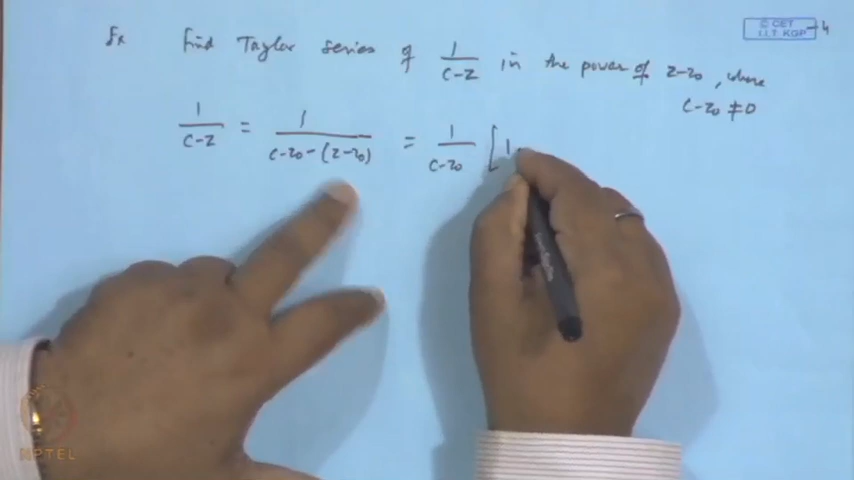 © CET
I.I.T. KGP
Ex Find Taylor series of 1/(c-z) in the power of z-z₀, where
c-z₀ ≠ 0
1/(c-z) = 1/(c-z₀-(z-z₀)) = 1/(c-z₀) [1
NPTEL